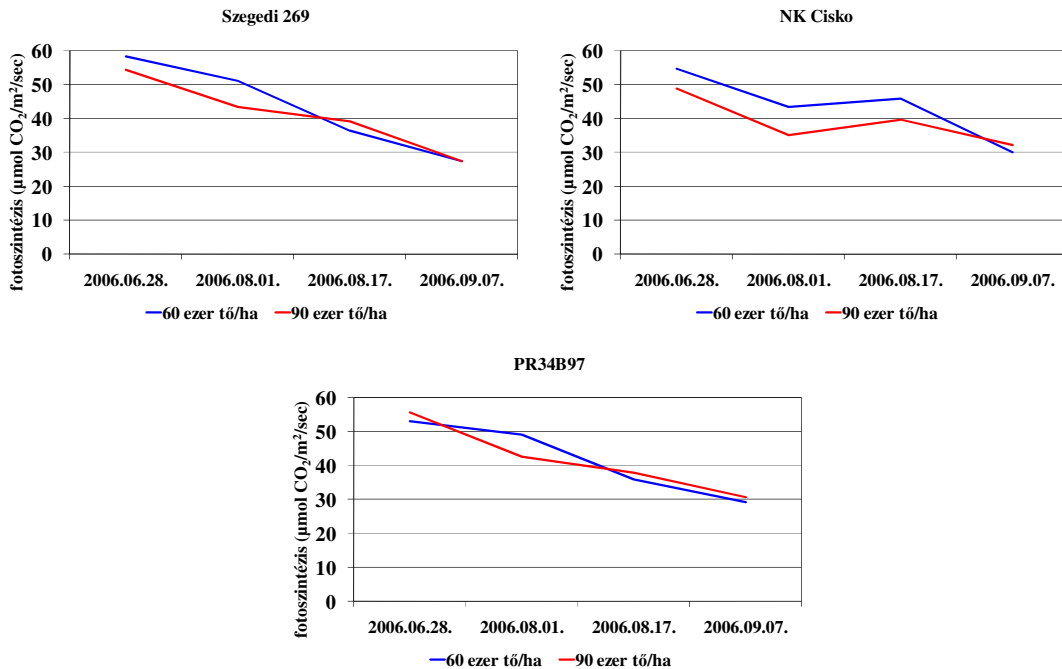 Szegedi 269
fotoszintézis (µmol CO₂/m²/sec)
60
50
40
30
20
10
0
2006.06.28. 2006.08.01. 2006.08.17. 2006.09.07.
60 ezer tő/ha 90 ezer tő/ha
NK Cisko
fotoszintézis (µmol CO₂/m²/sec)
60
50
40
30
20
10
0
2006.06.28. 2006.08.01. 2006.08.17. 2006.09.07.
60 ezer tő/ha 90 ezer tő/ha
PR34B97
fotoszintézis (µmol CO₂/m²/sec)
60
50
40
30
20
10
0
2006.06.28. 2006.08.01. 2006.08.17. 2006.09.07.
60 ezer tő/ha 90 ezer tő/ha